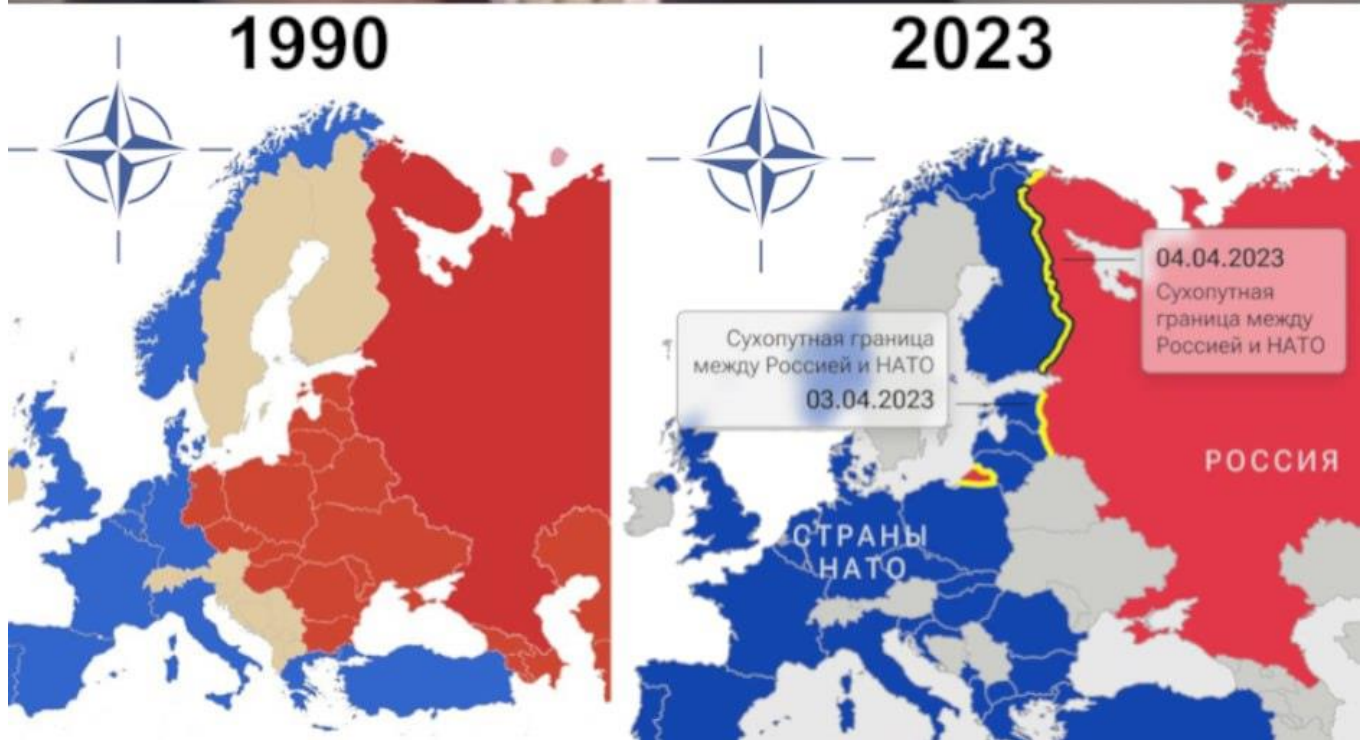 1990
2023
04.04.2023
Сухопутная
граница между
Россией и НАТО
Сухопутная граница
между Россией и НАТО
03.04.2023
РОССИЯ
СТРАНЫ
НАТО